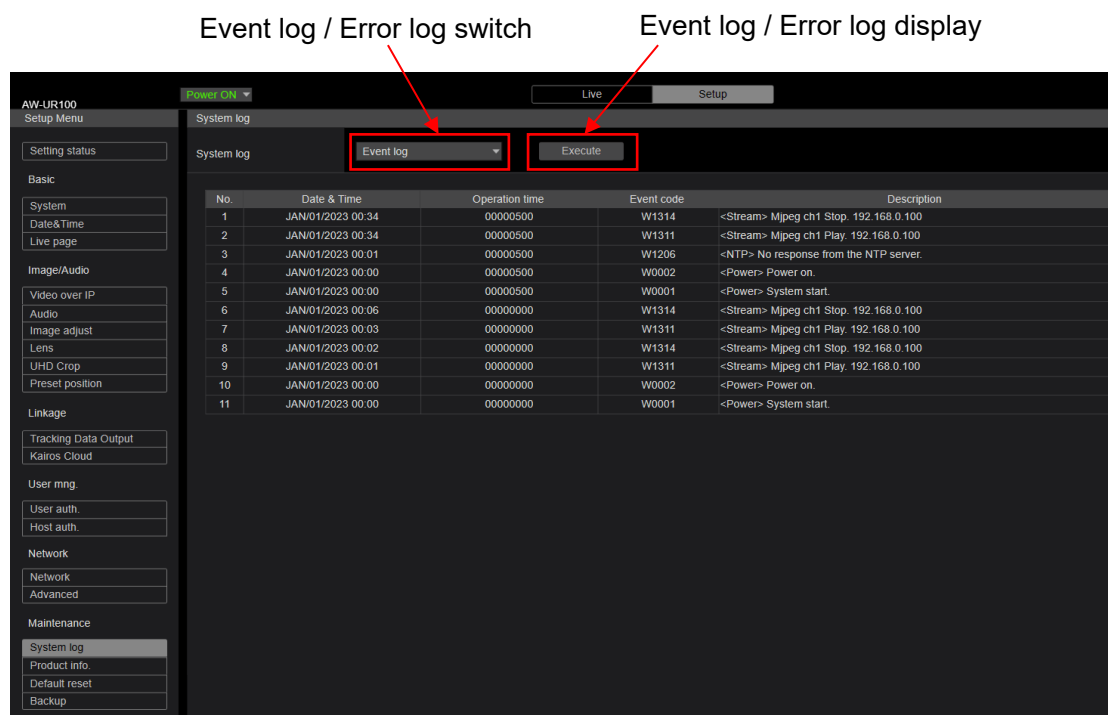 Event log / Error log switch
Event log / Error log display
AW-UR100
Power ON
Live
Setup
Setup Menu
System log
Setting status
System log
Event log
Execute
Basic
System
Date&Time
Live page
Image/Audio
Video over IP
Audio
Image adjust
Lens
UHD Crop
Preset position
Linkage
Tracking Data Output
Kairos Cloud
User mng.
User auth.
Host auth.
Network
Network
Advanced
Maintenance
System log
Product info.
Default reset
Backup
No. Date & Time Operation time Event code Description
1 JAN/01/2023 00:34 00000500 W1314 <Stream> Mjpeg ch1 Stop. 192.168.0.100
2 JAN/01/2023 00:34 00000500 W1311 <Stream> Mjpeg ch1 Play. 192.168.0.100
3 JAN/01/2023 00:01 00000500 W1206 <NTP> No response from the NTP server.
4 JAN/01/2023 00:00 00000500 W0002 <Power> Power on.
5 JAN/01/2023 00:00 00000500 W0001 <Power> System start.
6 JAN/01/2023 00:06 00000000 W1314 <Stream> Mjpeg ch1 Stop. 192.168.0.100
7 JAN/01/2023 00:03 00000000 W1311 <Stream> Mjpeg ch1 Play. 192.168.0.100
8 JAN/01/2023 00:02 00000000 W1314 <Stream> Mjpeg ch1 Stop. 192.168.0.100
9 JAN/01/2023 00:01 00000000 W1311 <Stream> Mjpeg ch1 Play. 192.168.0.100
10 JAN/01/2023 00:00 00000000 W0002 <Power> Power on.
11 JAN/01/2023 00:00 00000000 W0001 <Power> System start.